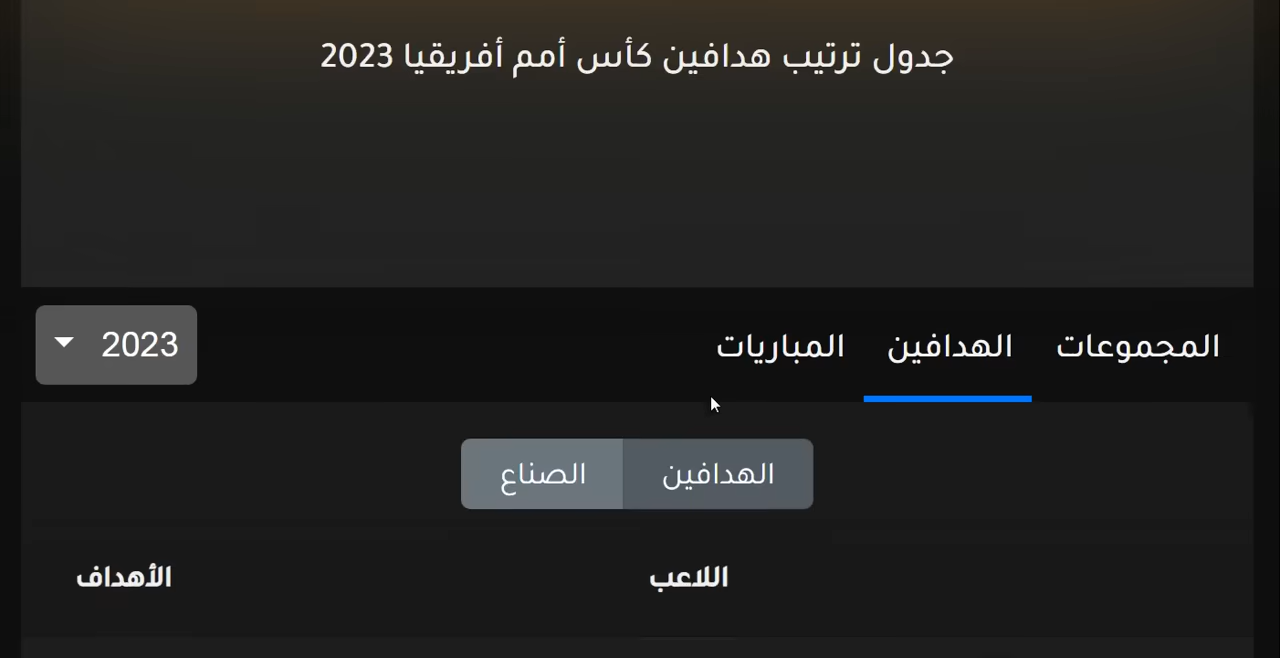 جدول ترتيب هدافين كأس أمم أفريقيا 2023
المجموعات الهدافين المباريات 2023
الهدافين الصناع
اللاعب الأهداف